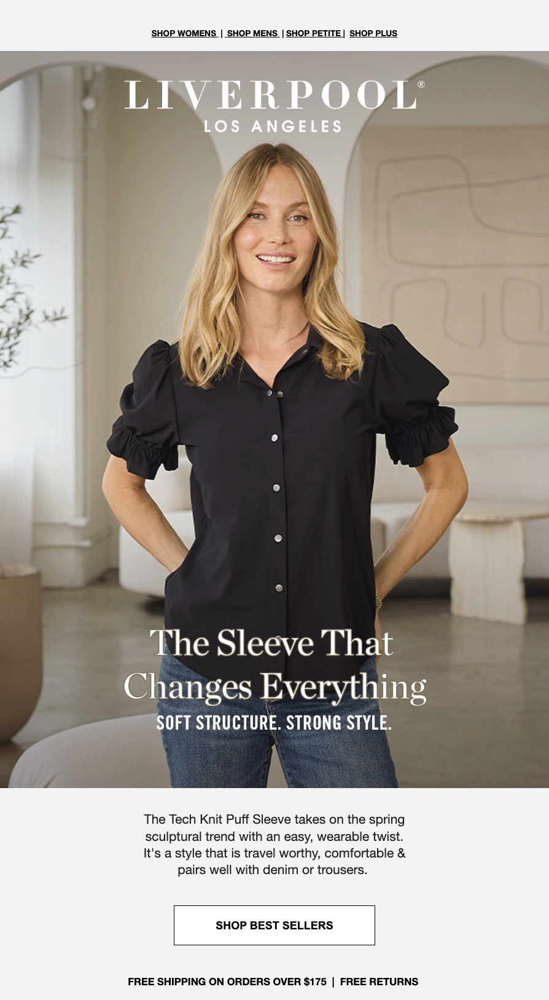 SHOP WOMENS | SHOP MENS | SHOP PETITE | SHOP PLUS
LIVERPOOL®
LOS ANGELES
The Sleeve That
Changes Everything
SOFT STRUCTURE. STRONG STYLE.
The Tech Knit Puff Sleeve takes on the spring
sculptural trend with an easy, wearable twist.
It's a style that is travel worthy, comfortable &
pairs well with denim or trousers.
SHOP BEST SELLERS
FREE SHIPPING ON ORDERS OVER $175 | FREE RETURNS